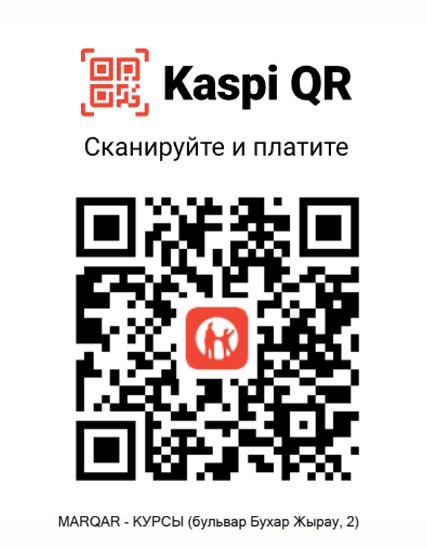 Kaspi QR
Сканируйте и платите
MARQAR - КУРСЫ (бульвар Бухар Жырау, 2)